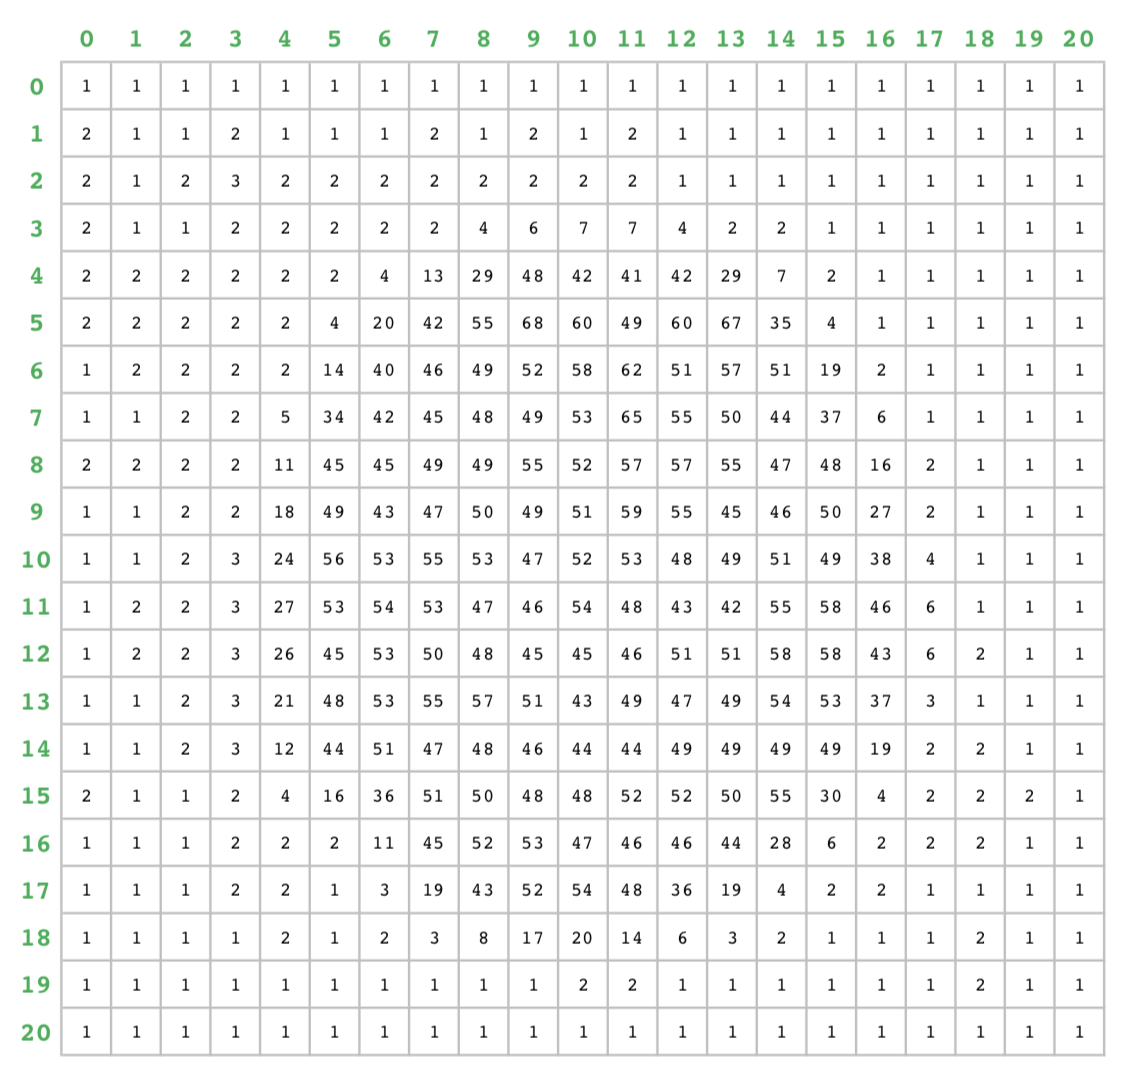 0 1 2 3 4 5 6 7 8 9 10 11 12 13 14 15 16 17 18 19 20
0 1 1 1 1 1 1 1 1 1 1 1 1 1 1 1 1 1 1 1 1 1
1 2 1 1 2 1 1 1 2 1 2 1 2 1 1 1 1 1 1 1 1 1
2 2 1 2 3 2 2 2 2 2 2 2 2 1 1 1 1 1 1 1 1 1
3 2 1 1 2 2 2 2 2 4 6 7 7 4 2 2 1 1 1 1 1 1
4 2 2 2 2 2 2 4 13 29 48 42 41 42 29 7 2 1 1 1 1 1
5 2 2 2 2 2 4 20 42 55 68 60 49 60 67 35 4 1 1 1 1 1
6 1 2 2 2 2 14 40 46 49 52 58 62 51 57 51 19 2 1 1 1 1
7 1 1 2 2 5 34 42 45 48 49 53 65 55 50 44 37 6 1 1 1 1
8 2 2 2 2 11 45 45 49 49 55 52 57 57 55 47 48 16 2 1 1 1
9 1 1 2 2 18 49 43 47 50 49 51 59 55 45 46 50 27 2 1 1 1
10 1 1 2 3 24 56 53 55 53 47 52 53 48 49 51 49 38 4 1 1 1
11 1 2 2 3 27 53 54 53 47 46 54 48 43 42 55 58 46 6 1 1 1
12 1 2 2 3 26 45 53 50 48 45 45 46 51 51 58 58 43 6 2 1 1
13 1 1 2 3 21 48 53 55 57 51 43 49 47 49 54 53 37 3 1 1 1
14 1 1 2 3 12 44 51 47 48 46 44 44 49 49 49 49 19 2 2 1 1
15 2 1 1 2 4 16 36 51 50 48 48 52 52 50 55 30 4 2 2 2 1
16 1 1 1 2 2 2 11 45 52 53 47 46 46 44 28 6 2 2 2 1 1
17 1 1 1 2 2 1 3 19 43 52 54 48 36 19 4 2 2 1 1 1 1
18 1 1 1 1 2 1 2 3 8 17 20 14 6 3 2 1 1 1 2 1 1
19 1 1 1 1 1 1 1 1 1 1 2 2 1 1 1 1 1 1 2 1 1
20 1 1 1 1 1 1 1 1 1 1 1 1 1 1 1 1 1 1 1 1 1